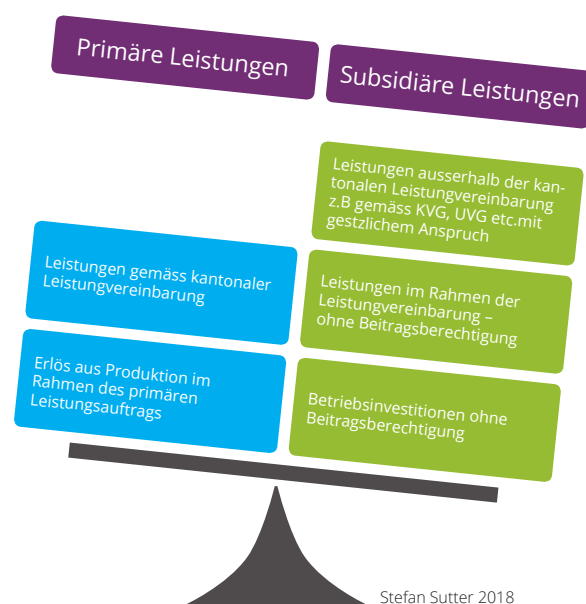 Primäre Leistungen
Subsidiäre Leistungen
Leistungen ausserhalb der kan-
tonalen Leistungvereinbarung
z.B gemäss KVG, UVG etc.mit
gestzlichem Anspruch
Leistungen gemäss kantonaler
Leistungvereinbarung
Leistungen im Rahmen der
Leistungvereinbarung –
ohne Beitragsberechtigung
Erlös aus Produktion im
Rahmen des primären
Leistungsauftrags
Betriebsinvestitionen ohne
Beitragsberechtigung
Stefan Sutter 2018